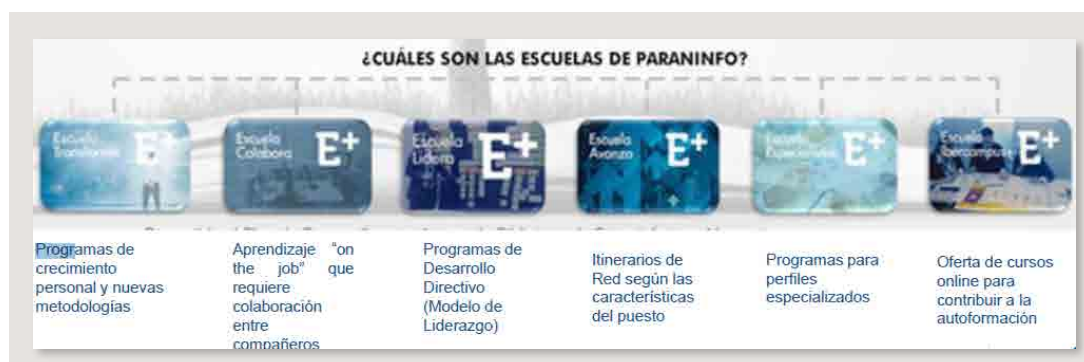 ¿CUÁLES SON LAS ESCUELAS DE PARANINFO?
Escuela
E+
Escuela
Colabora
E+
Escuela
Lidera
E+
Escuela
Avanza
E+
Escuela
E+
Escuela
Ibercampus
E+
Programas de
crecimiento
personal y nuevas
metodologías
Aprendizaje "on
the job" que
requiere
colaboración
entre
compañeros
Programas de
Desarrollo
Directivo
(Modelo de
Liderazgo)
Itinerarios de
Red según las
características
del puesto
Programas para
perfiles
especializados
Oferta de cursos
online para
contribuir a la
autoformación